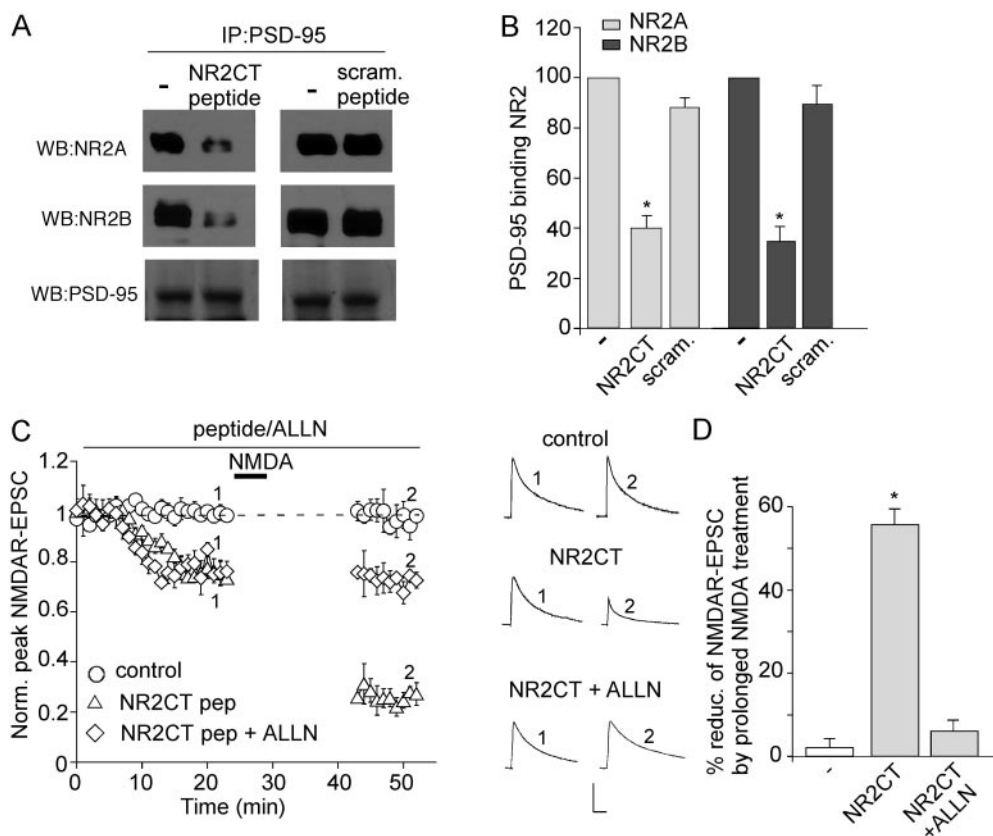 A
IP:PSD-95
- NR2CT peptide - scram. peptide
WB:NR2A
WB:NR2B
WB:PSD-95
B
NR2A
NR2B
PSD-95 binding NR2
120
100
80
60
40
20
0
* *
- NR2CT scram. - NR2CT scram.
C
peptide/ALLN
NMDA
Norm. peak NMDAR-EPSC
1.2
1
0.8
0.6
0.4
0.2
0
1 2
1 2
1
2
control
NR2CT pep
NR2CT pep + ALLN
0 10 20 30 40 50
Time (min)
control
1 2
NR2CT
1 2
NR2CT + ALLN
1 2
D
% reduc. of NMDAR-EPSC
by prolonged NMDA treatment
60
40
20
0
*
- NR2CT NR2CT
+ALLN